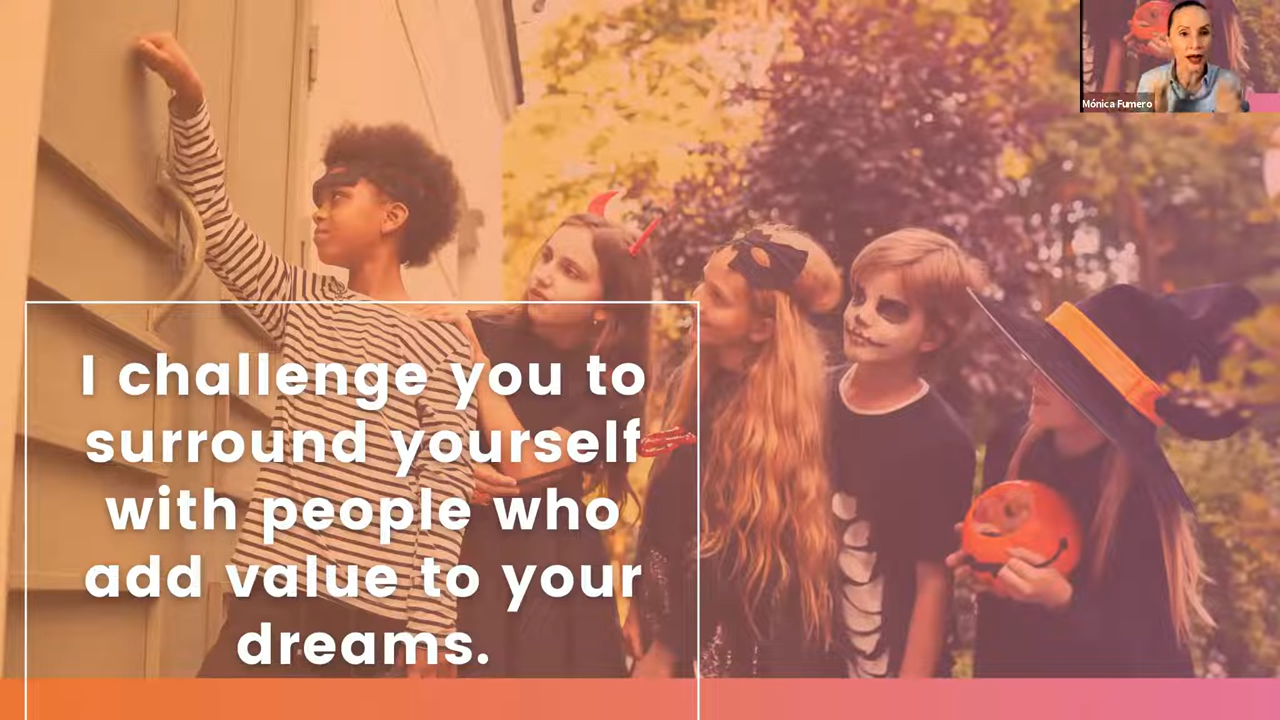 Mónica Fumero
I challenge you to
surround yourself
with people who
add value to your
dreams.